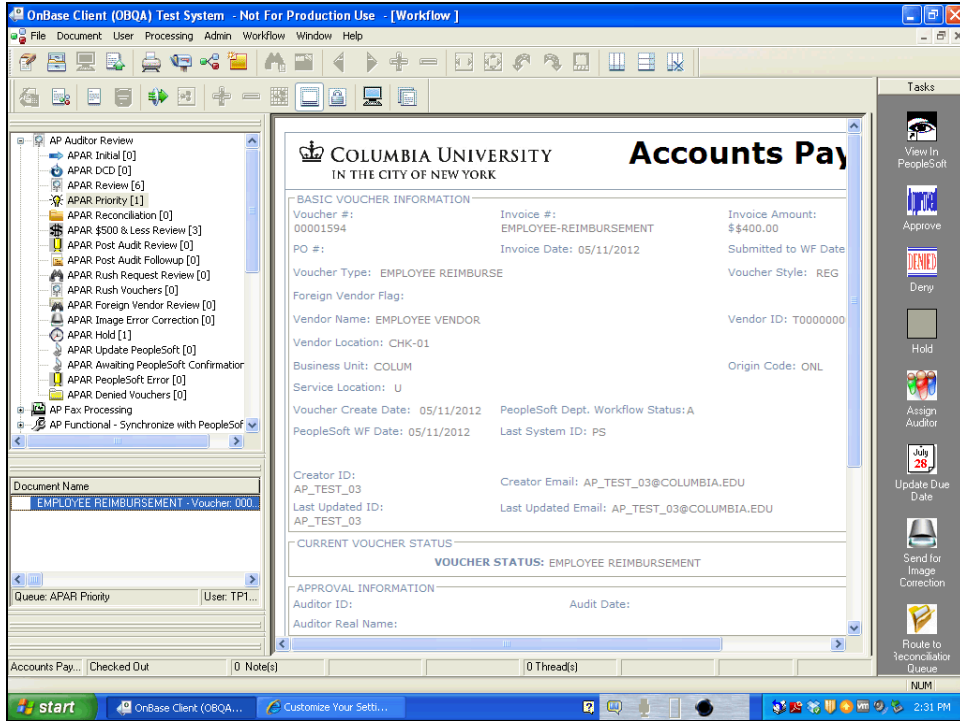 OnBase Client (OBQA) Test System - Not For Production Use - [Workflow ]
File Document User Processing Admin Workflow Window Help
Tasks
AP Auditor Review
APAR Initial [0]
APAR DCD [0]
APAR Review [6]
APAR Priority [1]
APAR Reconciliation [0]
APAR $500 & Less Review [3]
APAR Post Audit Review [0]
APAR Post Audit Followup [0]
APAR Rush Request Review [0]
APAR Rush Vouchers [0]
APAR Foreign Vendor Review [0]
APAR Image Error Correction [0]
APAR Hold [1]
APAR Update PeopleSoft [0]
APAR Awaiting PeopleSoft Confirmation
APAR PeopleSoft Error [0]
APAR Denied Vouchers [0]
AP Fax Processing
AP Functional - Synchronize with PeopleSof
Document Name
EMPLOYEE REIMBURSEMENT - Voucher: 000...
Queue: APAR Priority User: TP1...
COLUMBIA UNIVERSITY
IN THE CITY OF NEW YORK
Accounts Pay
BASIC VOUCHER INFORMATION
Voucher #: Invoice #: Invoice Amount:
00001594 EMPLOYEE-REIMBURSEMENT $$400.00
PO #: Invoice Date: 05/11/2012 Submitted to WF Date
Voucher Type: EMPLOYEE REIMBURSE Voucher Style: REG
Foreign Vendor Flag:
Vendor Name: EMPLOYEE VENDOR Vendor ID: T0000000
Vendor Location: CHK-01
Business Unit: COLUM Origin Code: ONL
Service Location: U
Voucher Create Date: 05/11/2012 PeopleSoft Dept. Workflow Status: A
PeopleSoft WF Date: 05/11/2012 Last System ID: PS
Creator ID:
AP_TEST_03
Creator Email: AP_TEST_03@COLUMBIA.EDU
Last Updated ID:
AP_TEST_03
Last Updated Email: AP_TEST_03@COLUMBIA.EDU
CURRENT VOUCHER STATUS
VOUCHER STATUS: EMPLOYEE REIMBURSEMENT
APPROVAL INFORMATION
Auditor ID: Audit Date:
Auditor Real Name:
View In
PeopleSoft
Approved
Approve
DENIED
Deny
Hold
Assign
Auditor
July
28
Update Due
Date
Send for
Image
Correction
Route to
Reconciliation
Queue
Accounts Pay... Checked Out 0 Note(s) 0 Thread(s)
NUM
start OnBase Client (OBQA... Customize Your Setti... 2:31 PM